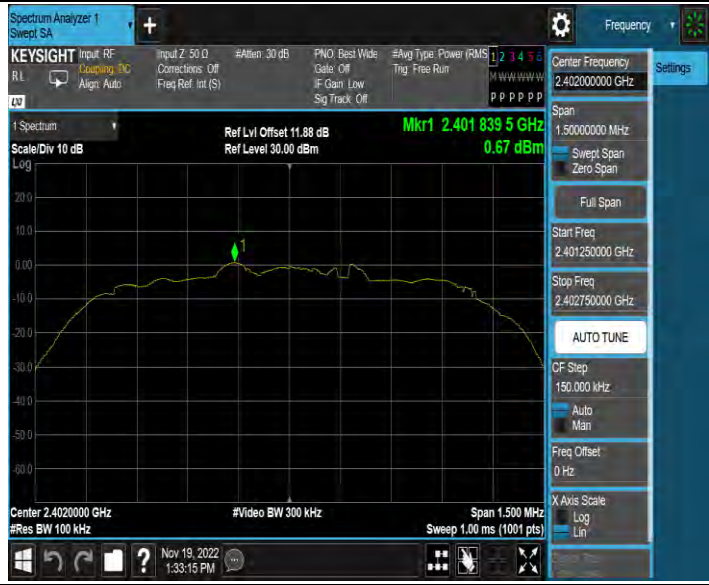 Spectrum Analyzer 1
Swept SA
+
Frequency
KEYSIGHT
RL
LXI
Input: RF
Coupling: DC
Align: Auto
Input Z: 50 Ω
Corrections: Off
Freq Ref: Int (S)
#Atten: 30 dB
PNO: Best Wide
Gate: Off
IF Gain: Low
Sig Track: Off
#Avg Type: Power (RMS
Trig: Free Run
1 2 3 4 5 6
M W W W W W
P P P P P P
1 Spectrum
Scale/Div 10 dB
Log
Ref Lvl Offset 11.88 dB
Ref Level 30.00 dBm
Mkr1 2.401 839 5 GHz
0.67 dBm
20.0
10.0
0.00
-10.0
-20.0
-30.0
-40.0
-50.0
-60.0
1
Center 2.4020000 GHz
#Res BW 100 kHz
#Video BW 300 kHz
Span 1.500 MHz
Sweep 1.00 ms (1001 pts)
Nov 19, 2022
1:33:15 PM
?
Center Frequency
2.402000000 GHz
Settings
Span
1.50000000 MHz
Swept Span
Zero Span
Full Span
Start Freq
2.401250000 GHz
Stop Freq
2.402750000 GHz
AUTO TUNE
CF Step
150.000 kHz
Auto
Man
Freq Offset
0 Hz
X Axis Scale
Log
Lin